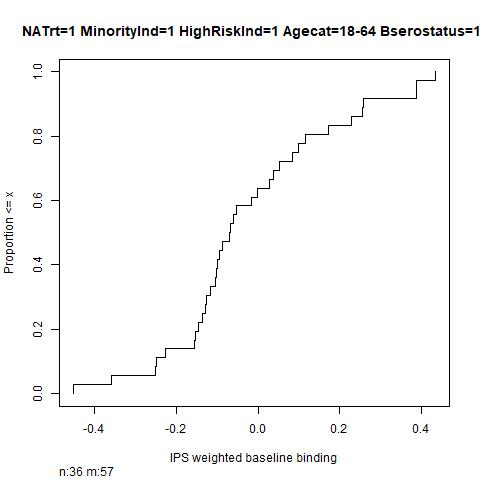 NATrt=1 MinorityInd=1 HighRiskInd=1 Agecat=18-64 Bserostatus=1
1.0
0.8
0.6
0.4
0.2
0.0
Proportion <= x
-0.4 -0.2 0.0 0.2 0.4
IPS weighted baseline binding
n:36 m:57